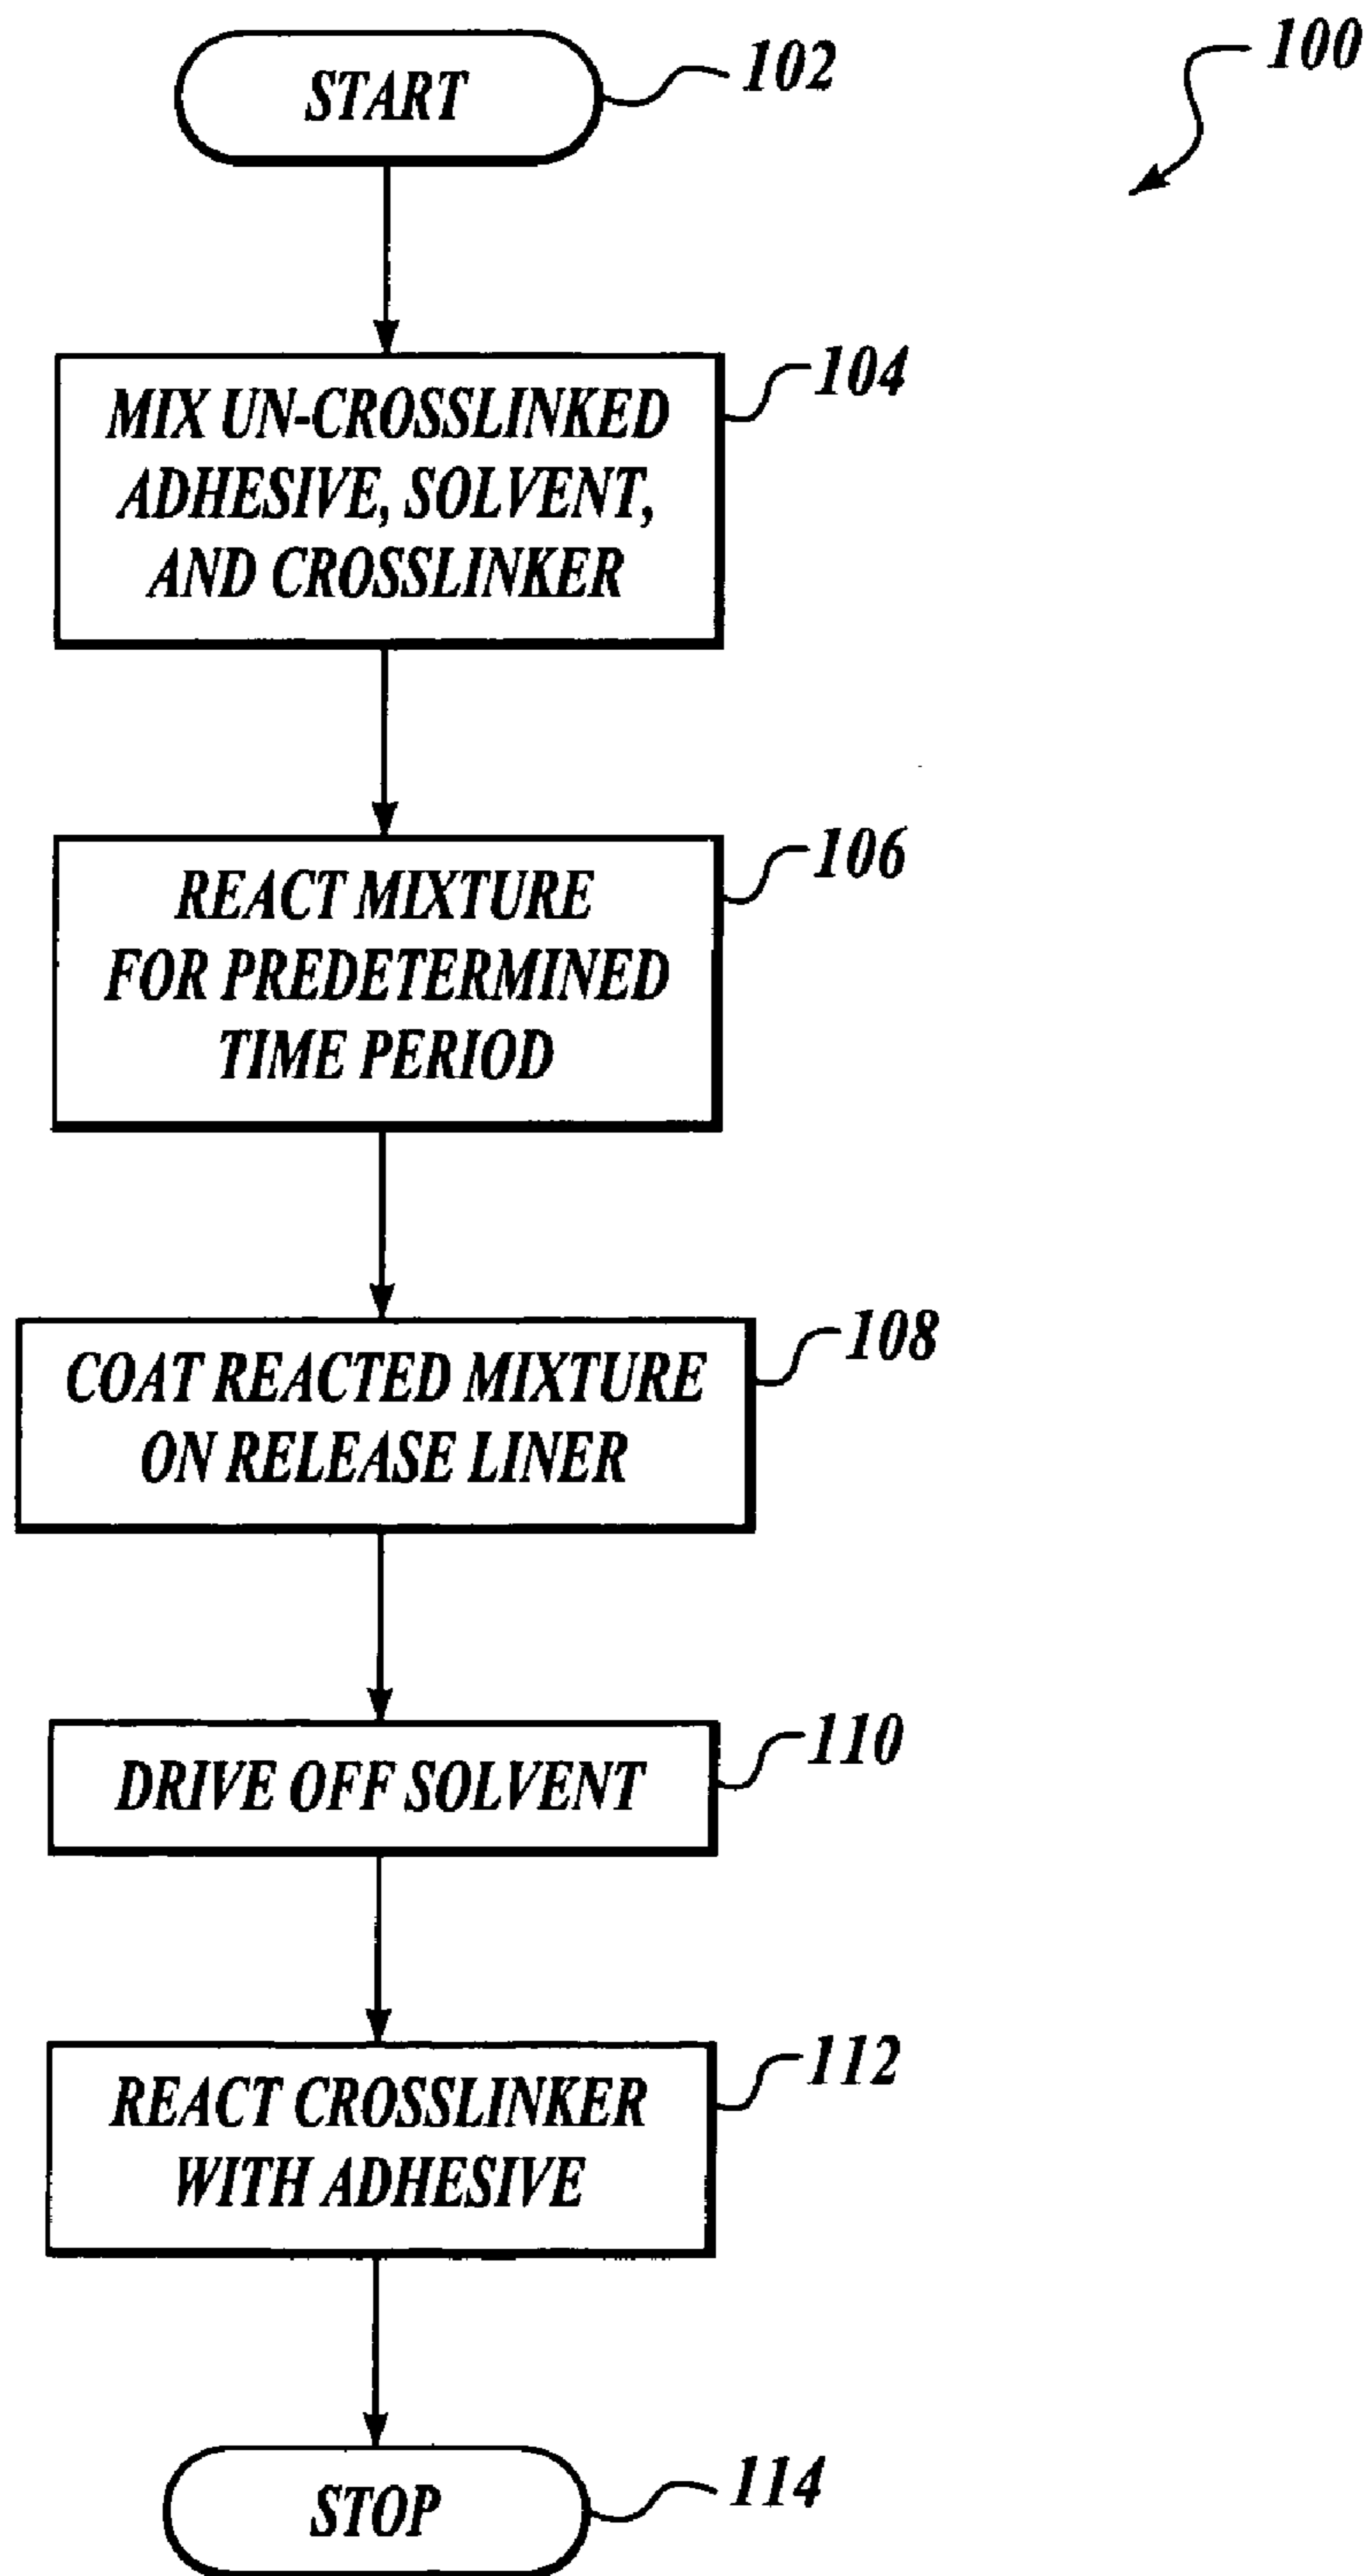 100
START
102
MIX UN-CROSSLINKED
ADHESIVE, SOLVENT,
AND CROSSLINKER
104
REACT MIXTURE
FOR PREDETERMINED
TIME PERIOD
106
COAT REACTED MIXTURE
ON RELEASE LINER
108
DRIVE OFF SOLVENT
110
REACT CROSSLINKER
WITH ADHESIVE
112
STOP
114